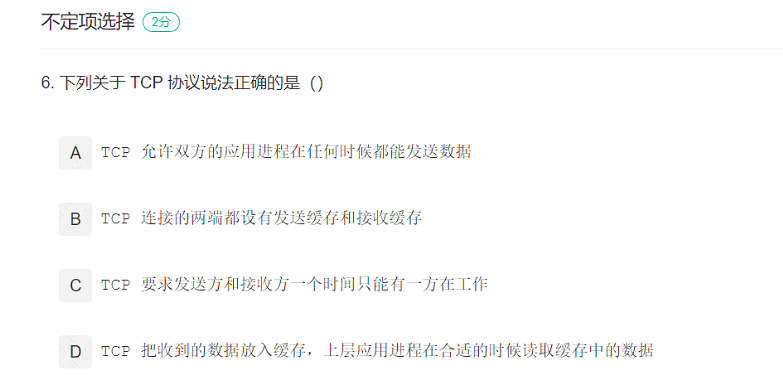 不定项选择 2分
6. 下列关于 TCP 协议说法正确的是（）
A TCP 允许双方的应用进程在任何时候都能发送数据
B TCP 连接的两端都设有发送缓存和接收缓存
C TCP 要求发送方和接收方一个时间只能有一方在工作
D TCP 把收到的数据放入缓存，上层应用进程在合适的时候读取缓存中的数据